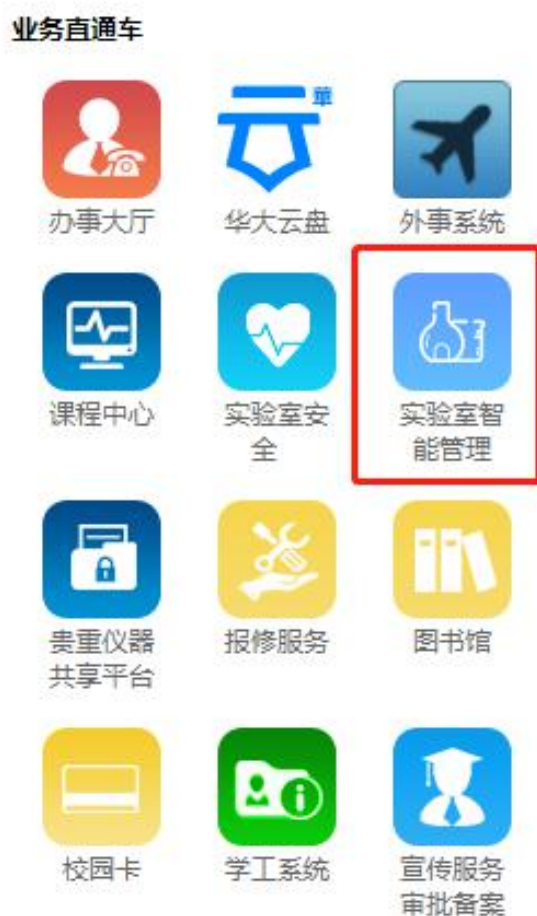 业务直通车
办事大厅
华大云盘
外事系统
课程中心
实验室安
全
实验室智
能管理
贵重仪器
共享平台
报修服务
图书馆
校园卡
学工系统
宣传服务
审批备案